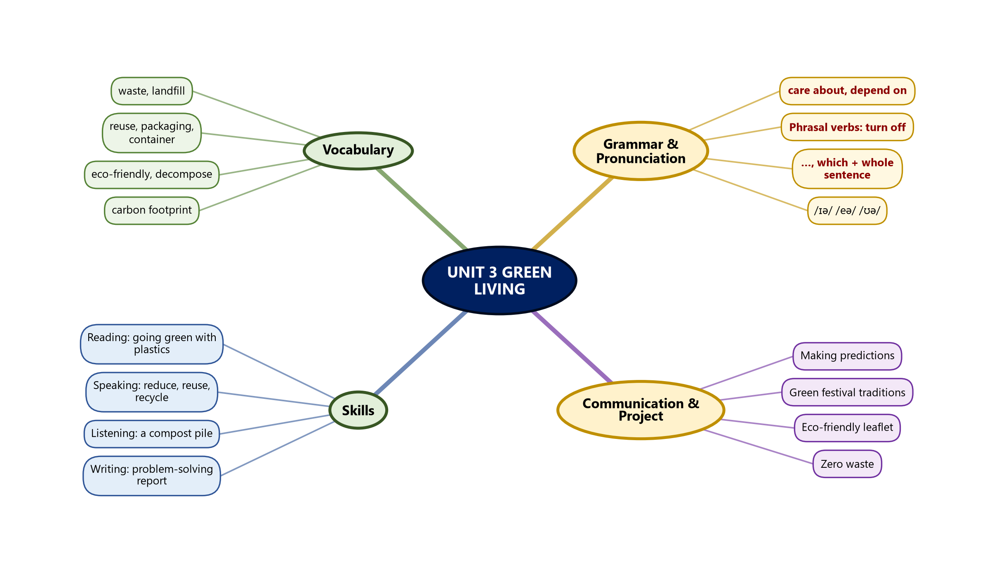 waste, landfill
reuse, packaging,
container
eco-friendly, decompose
carbon footprint
Vocabulary
Grammar &
Pronunciation
care about, depend on
Phrasal verbs: turn off
..., which + whole
sentence
/ɪə/ /eə/ /ʊə/
UNIT 3 GREEN
LIVING
Reading: going green with
plastics
Speaking: reduce, reuse,
recycle
Listening: a compost pile
Writing: problem-solving
report
Skills
Communication &
Project
Making predictions
Green festival traditions
Eco-friendly leaflet
Zero waste